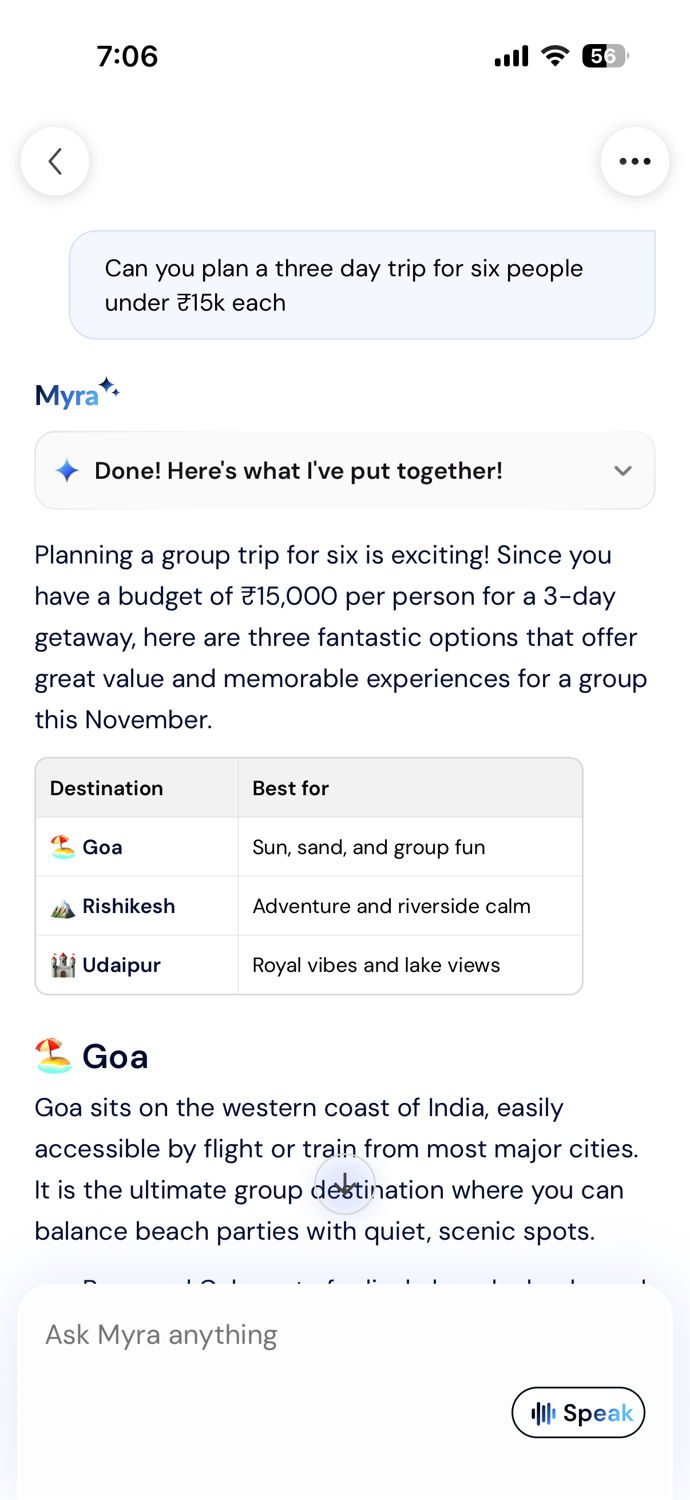 7:06
56
Can you plan a three day trip for six people
under ₹15k each
Myra
Done! Here's what I've put together!
Planning a group trip for six is exciting! Since you
have a budget of ₹15,000 per person for a 3-day
getaway, here are three fantastic options that offer
great value and memorable experiences for a group
this November.
Destination Best for
🏖️ Goa Sun, sand, and group fun
⛰️ Rishikesh Adventure and riverside calm
🏰 Udaipur Royal vibes and lake views
🏖️ Goa
Goa sits on the western coast of India, easily
accessible by flight or train from most major cities.
It is the ultimate group destination where you can
balance beach parties with quiet, scenic spots.
Ask Myra anything
Speak